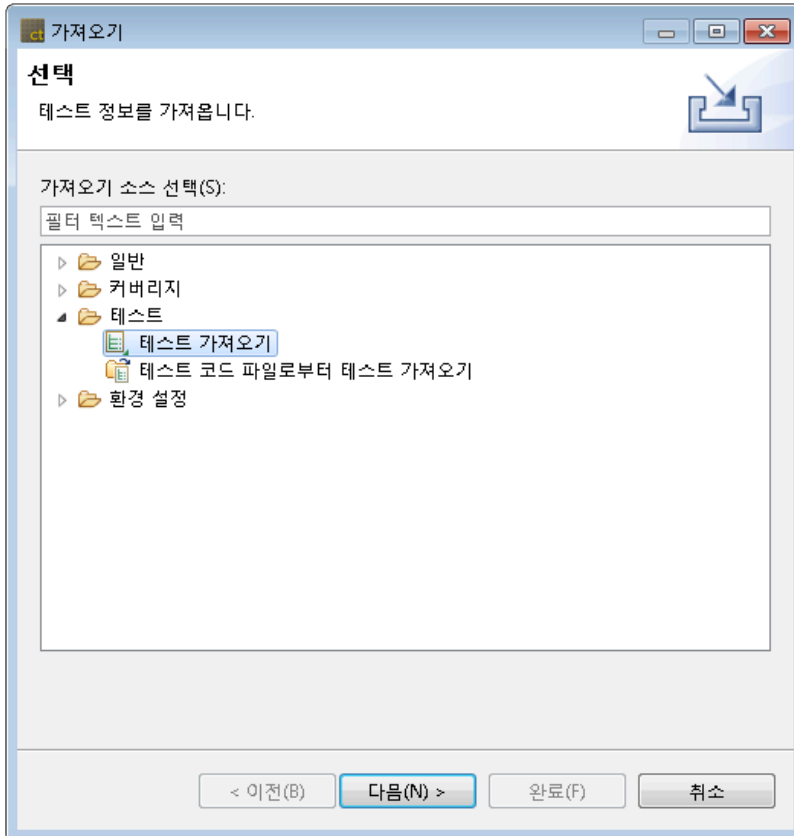 ct 가져오기
선택
테스트 정보를 가져옵니다.
가져오기 소스 선택(S):
필터 텍스트 입력
일반
커버리지
테스트
테스트 가져오기
테스트 코드 파일로부터 테스트 가져오기
환경 설정
< 이전(B) 다음(N) > 완료(F) 취소